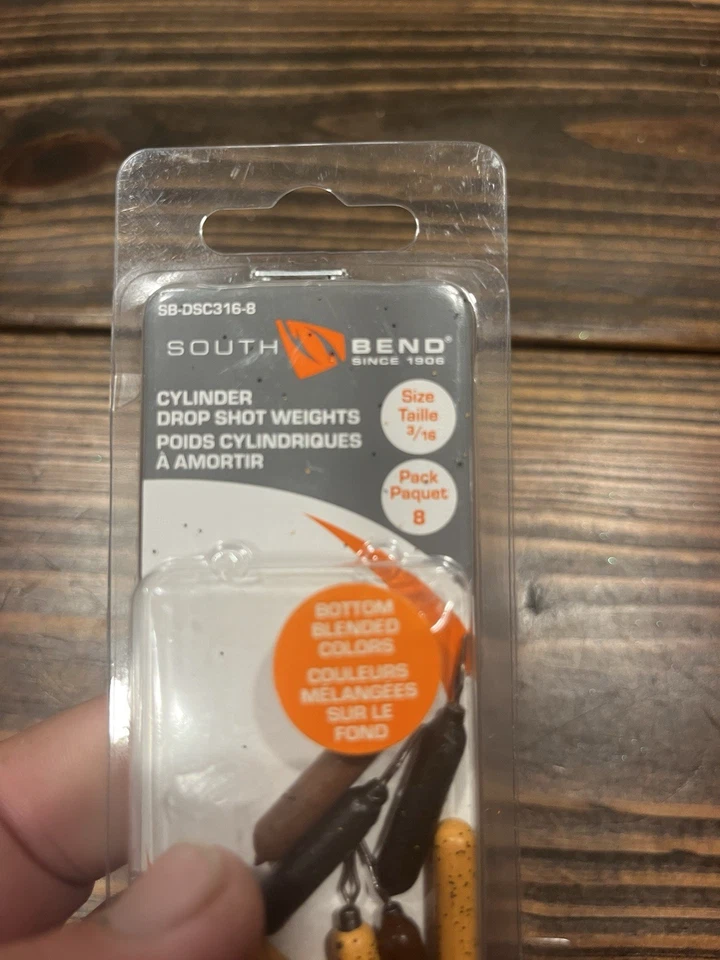 SB-DSC316-8
SOUTH BEND®
SINCE 1906
CYLINDER
DROP SHOT WEIGHTS
POIDS CYLINDRIQUES
À AMORTIR
Size
Taille
3/16
Pack
Paquet
8
BOTTOM
BLENDED
COLORS
COULEURS
MÉLANGÉES
SUR LE
FOND